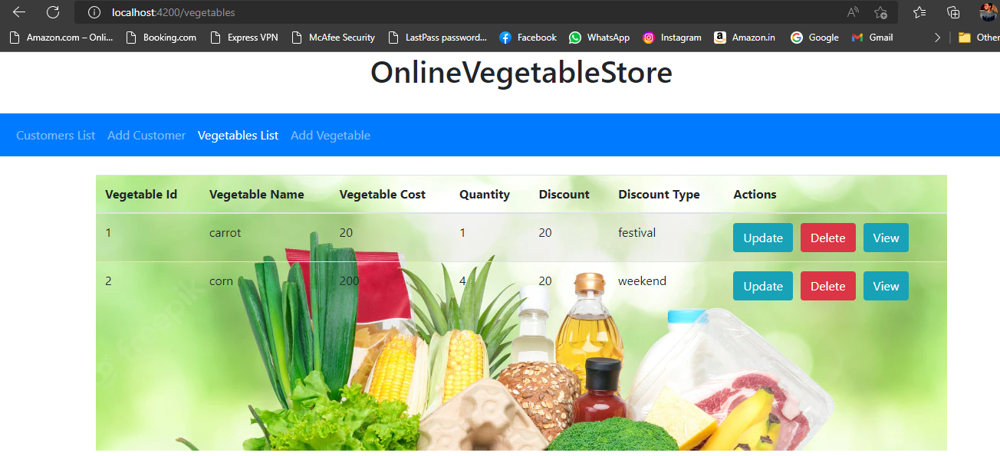 localhost:4200/vegetables
Amazon.com – Onli... Booking.com Express VPN McAfee Security LastPass password... Facebook WhatsApp Instagram Amazon.in Google Gmail Other
OnlineVegetableStore
Customers List Add Customer Vegetables List Add Vegetable
Vegetable Id Vegetable Name Vegetable Cost Quantity Discount Discount Type Actions
1 carrot 20 1 20 festival Update Delete View
2 corn 200 4 20 weekend Update Delete View